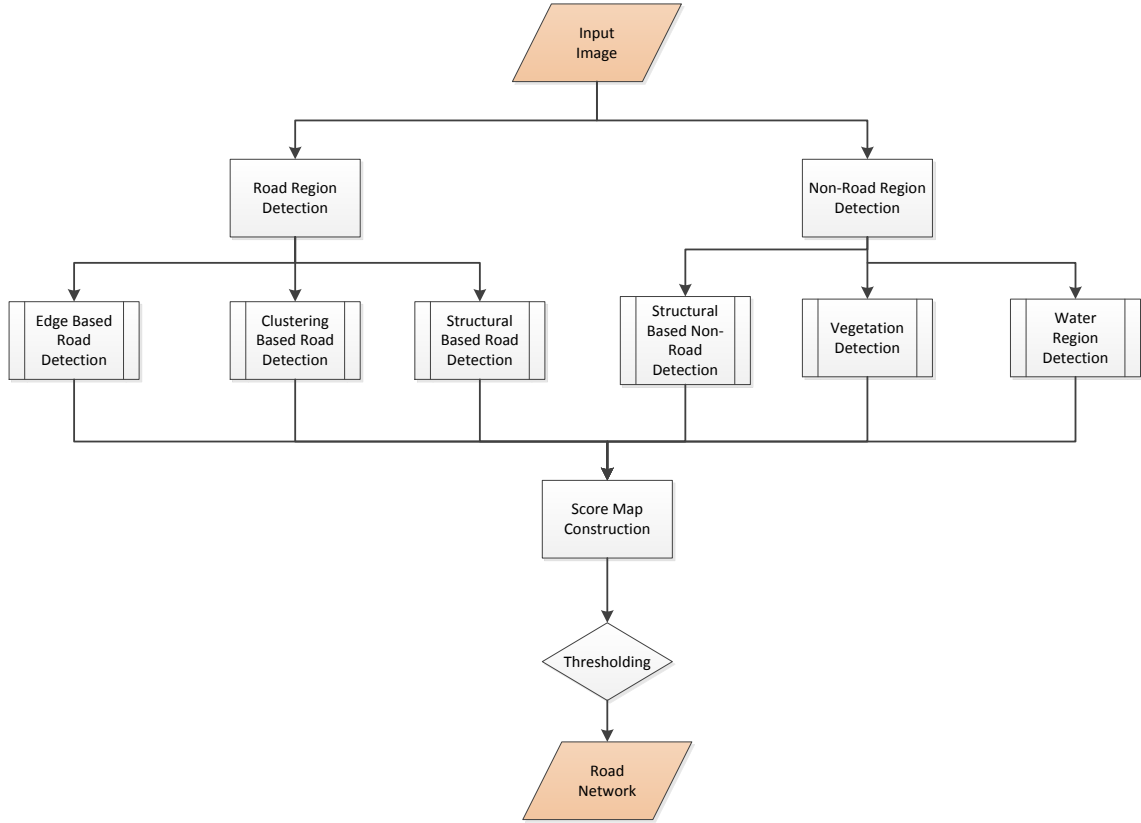 Input
Image
Road Region
Detection
Non-Road Region
Detection
Edge Based
Road
Detection
Clustering
Based Road
Detection
Structural
Based Road
Detection
Structural
Based Non-
Road
Detection
Vegetation
Detection
Water
Region
Detection
Score Map
Construction
Thresholding
Road
Network